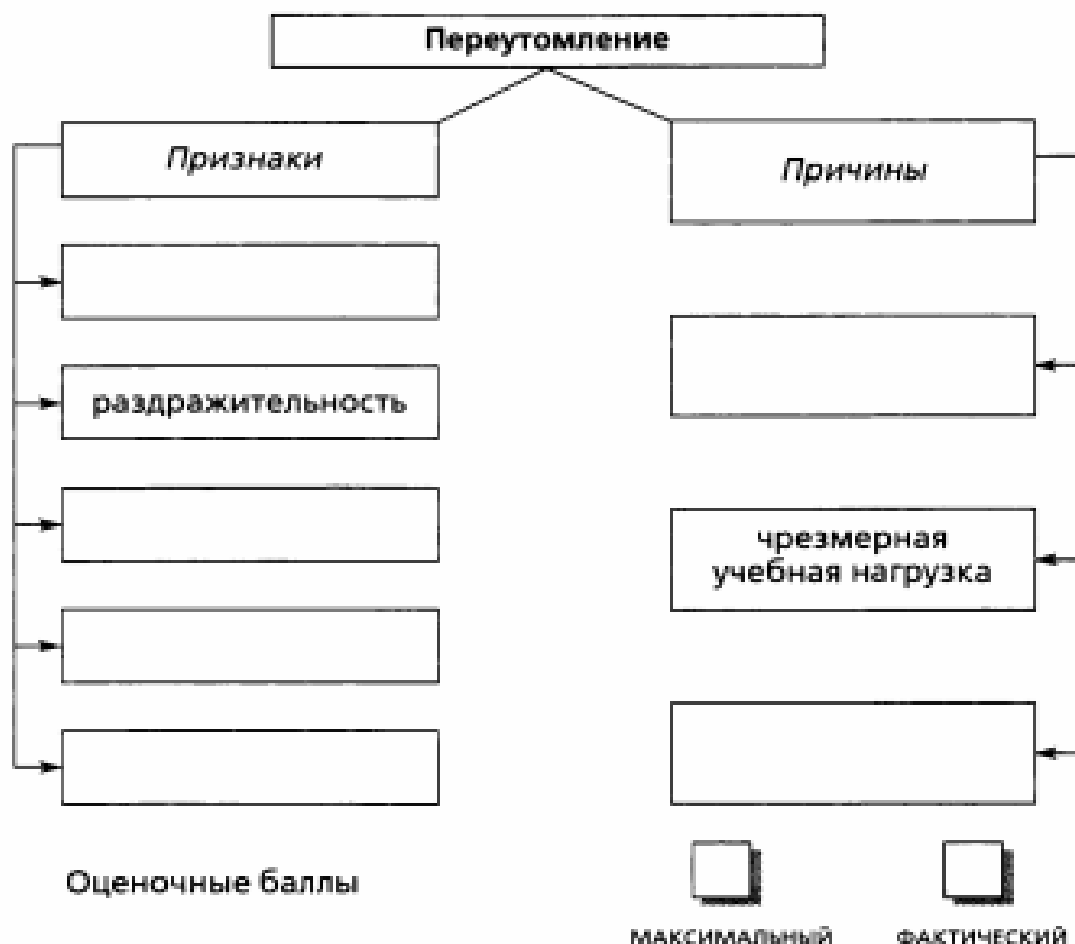 Переутомление
Признаки
Причины
раздражительность
чрезмерная
учебная нагрузка
Оценочные баллы
МАКСИМАЛЬНЫЙ
ФАКТИЧЕСКИЙ